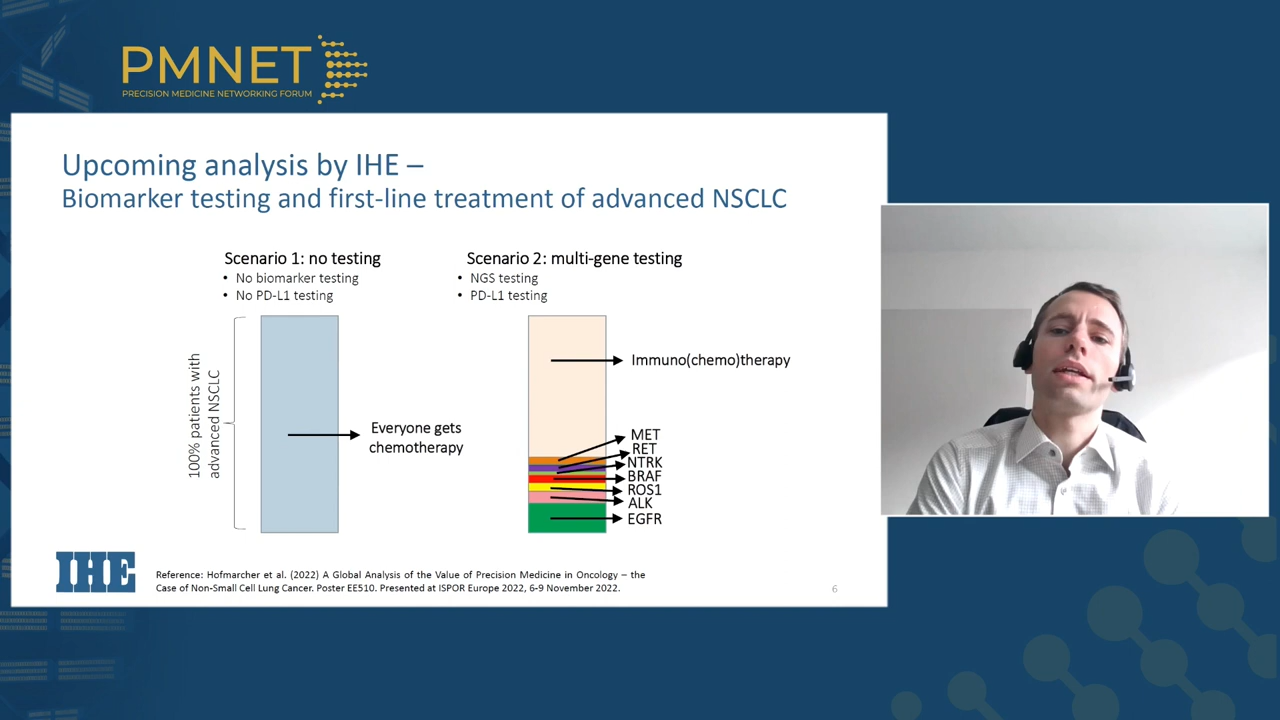 PMNET
PRECISION MEDICINE NETWORKING FORUM
Upcoming analysis by IHE –
Biomarker testing and first-line treatment of advanced NSCLC
Scenario 1: no testing
• No biomarker testing
• No PD-L1 testing
100% patients with
advanced NSCLC
Everyone gets
chemotherapy
Scenario 2: multi-gene testing
• NGS testing
• PD-L1 testing
Immuno(chemo)therapy
MET
RET
NTRK
BRAF
ROS1
ALK
EGFR
IHE
Reference: Hofmarcher et al. (2022) A Global Analysis of the Value of Precision Medicine in Oncology – the
Case of Non-Small Cell Lung Cancer. Poster EE510. Presented at ISPOR Europe 2022, 6-9 November 2022.
6